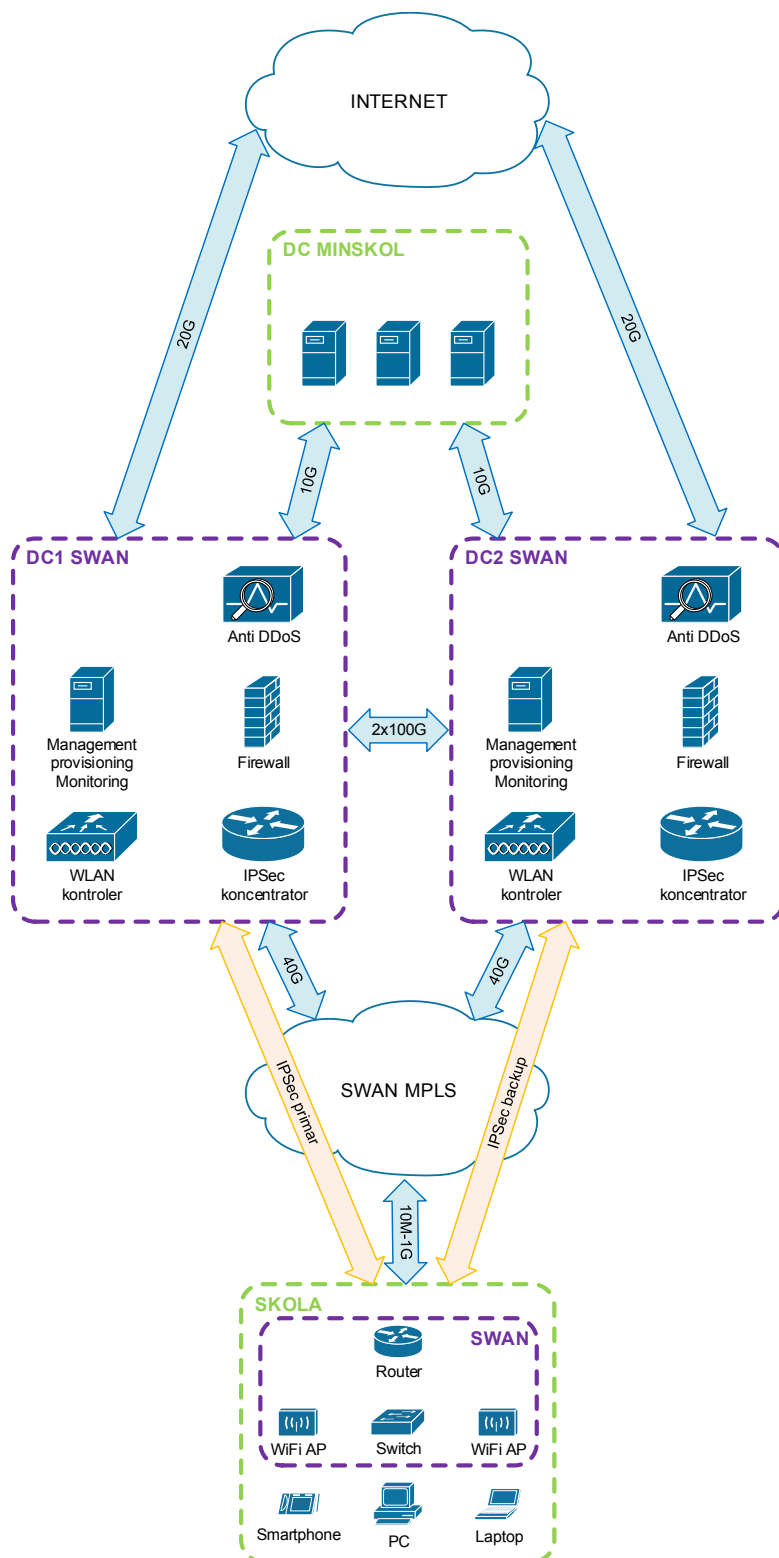 INTERNET
20G
20G
DC MINSKOL
10G
10G
DC1 SWAN
Anti DDoS
Management
provisioning
Monitoring
Firewall
WLAN
kontroler
IPSec
koncentrator
2x100G
DC2 SWAN
Anti DDoS
Management
provisioning
Monitoring
Firewall
WLAN
kontroler
IPSec
koncentrator
40G
40G
SWAN MPLS
IPSec primar
IPSec backup
10M-1G
SKOLA
SWAN
Router
WiFi AP
Switch
WiFi AP
Smartphone
PC
Laptop